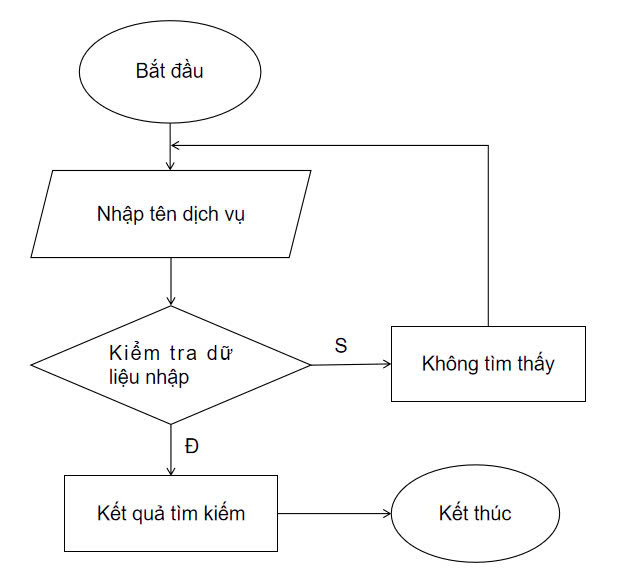 Bắt đầu
Nhập tên dịch vụ
Kiểm tra dữ
liệu nhập
S
Không tìm thấy
Đ
Kết quả tìm kiếm
Kết thúc